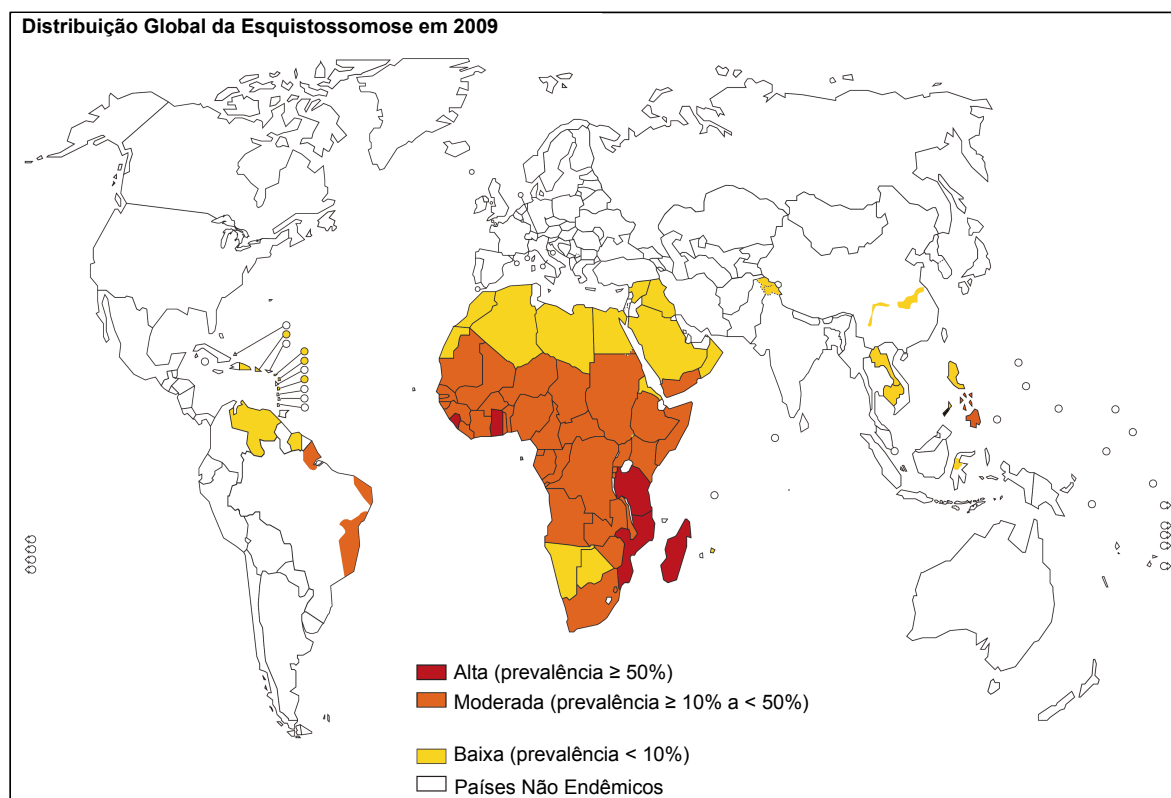 Distribuição Global da Esquistossomose em 2009
Alta (prevalência ≥ 50%)
Moderada (prevalência ≥ 10% a < 50%)
Baixa (prevalência < 10%)
Países Não Endêmicos